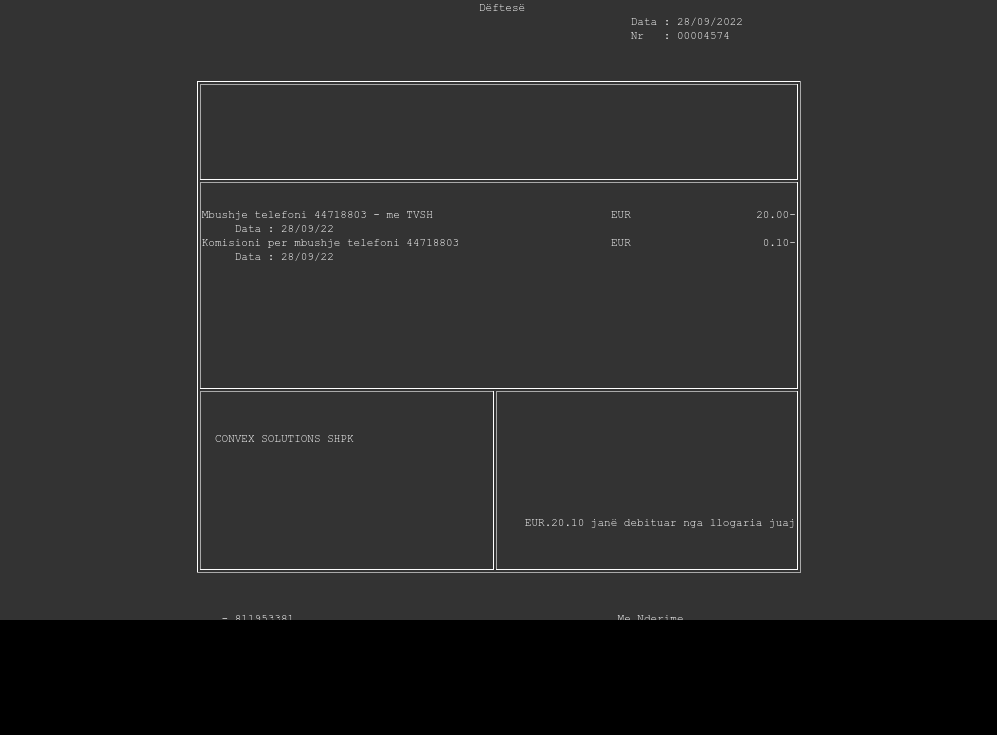 Dëftesë
Data : 28/09/2022
Nr : 00004574
Mbushje telefoni 44718803 - me TVSH EUR 20.00-
Data : 28/09/22
Komisioni per mbushje telefoni 44718803 EUR 0.10-
Data : 28/09/22
CONVEX SOLUTIONS SHPK
EUR.20.10 janë debituar nga llogaria juaj
- 811953381 Me Nderime